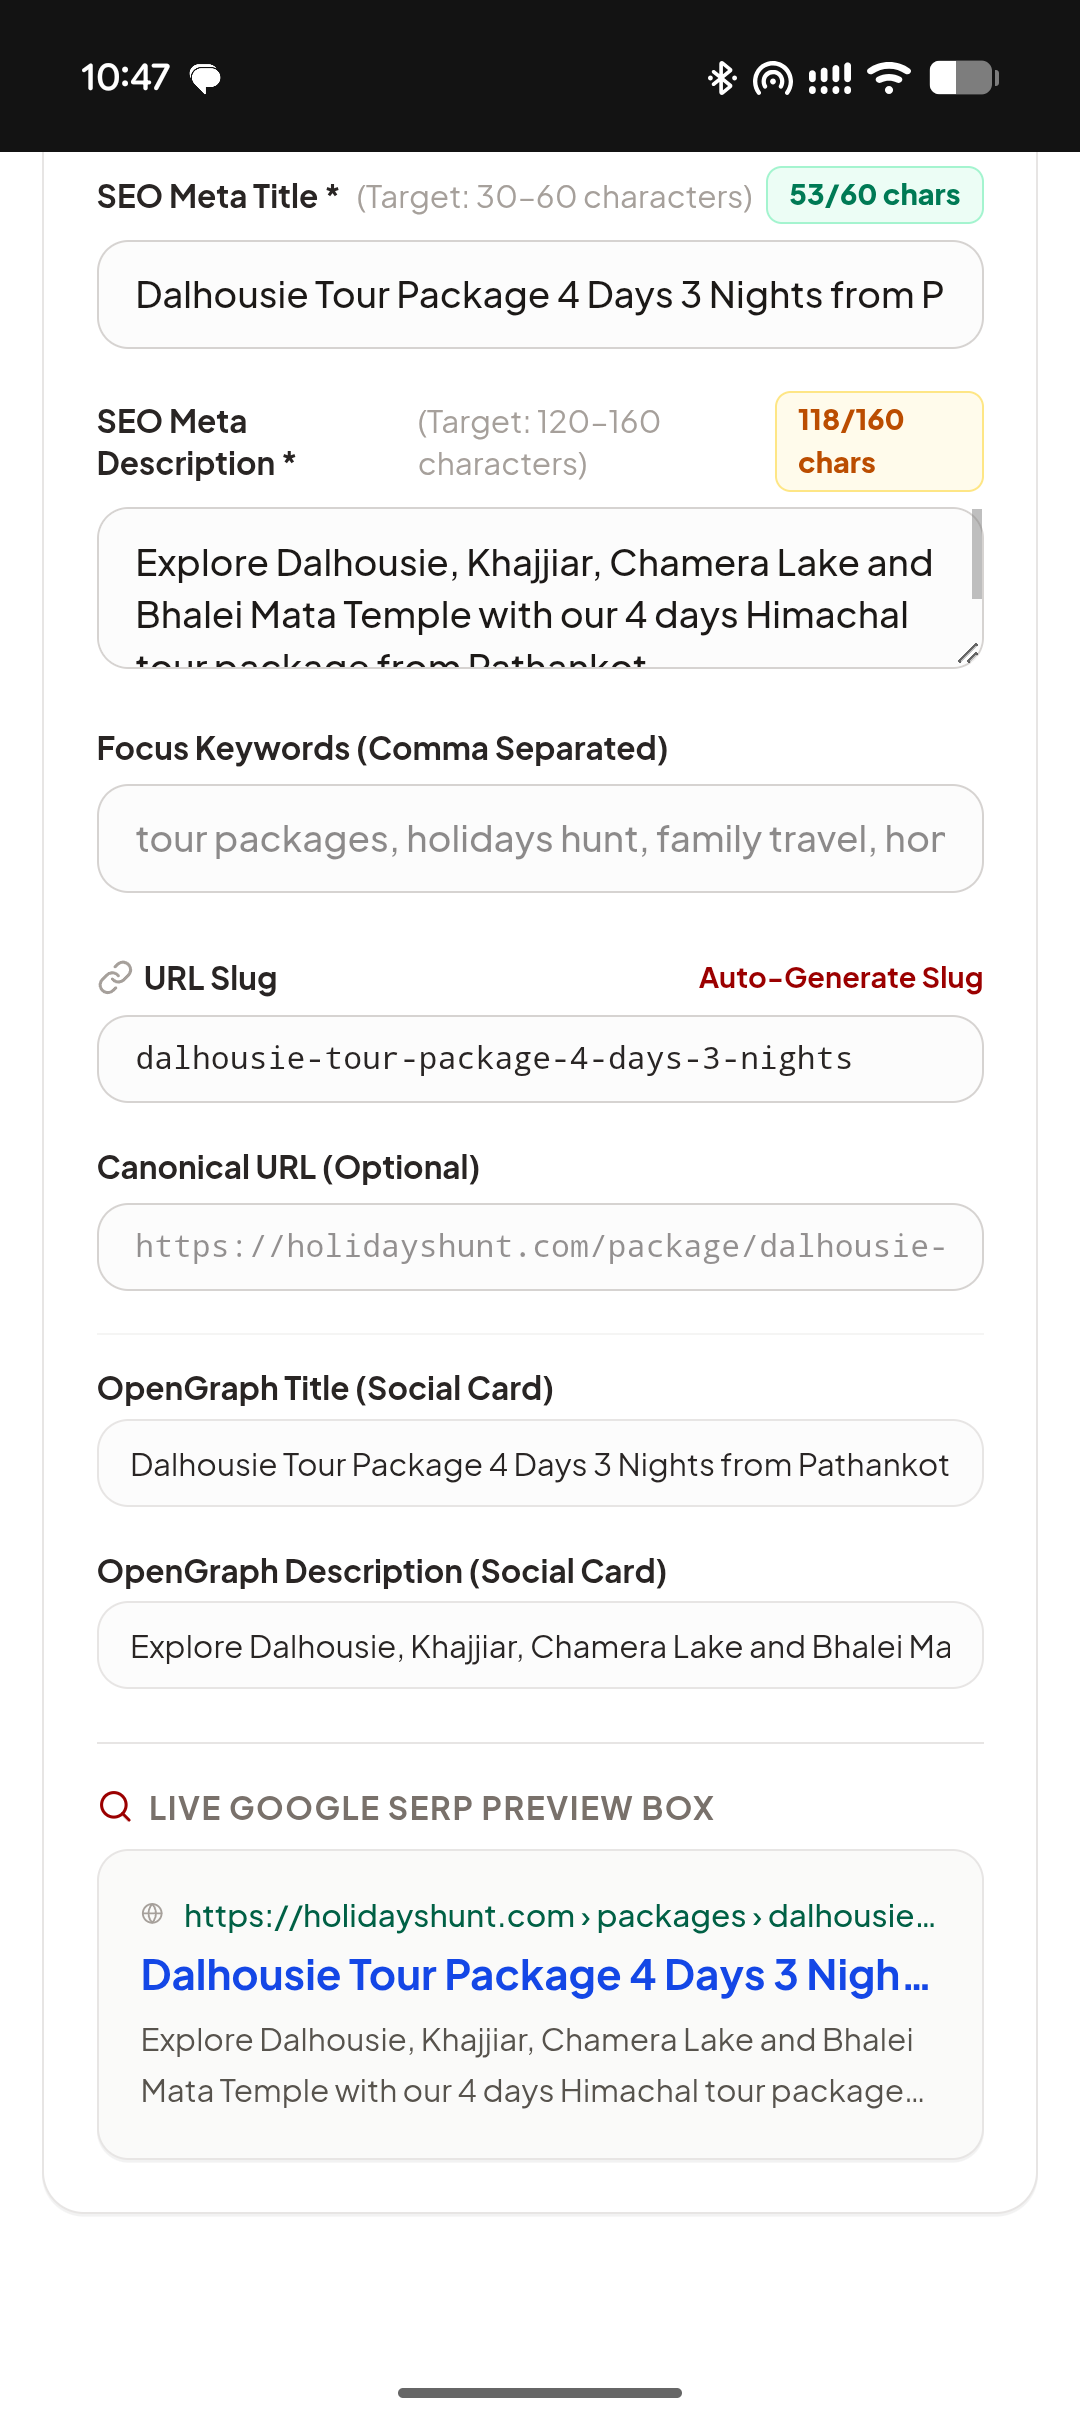 10:47
SEO Meta Title * (Target: 30-60 characters) 53/60 chars
Dalhousie Tour Package 4 Days 3 Nights from P
SEO Meta Description * (Target: 120-160 characters) 118/160 chars
Explore Dalhousie, Khajjiar, Chamera Lake and
Bhalei Mata Temple with our 4 days Himachal
tour package from Pathankot
Focus Keywords (Comma Separated)
tour packages, holidays hunt, family travel,
URL Slug Auto-Generate Slug
dalhousie-tour-package-4-days-3-nights
Canonical URL (Optional)
https://holidayshunt.com/package/dalhousie-
OpenGraph Title (Social Card)
Dalhousie Tour Package 4 Days 3 Nights from Pathankot
OpenGraph Description (Social Card)
Explore Dalhousie, Khajjiar, Chamera Lake and Bhalei Ma
LIVE GOOGLE SERP PREVIEW BOX
https://holidayshunt.com › packages › dalhousie...
Dalhousie Tour Package 4 Days 3 Nigh...
Explore Dalhousie, Khajjiar, Chamera Lake and Bhalei
Mata Temple with our 4 days Himachal tour package...